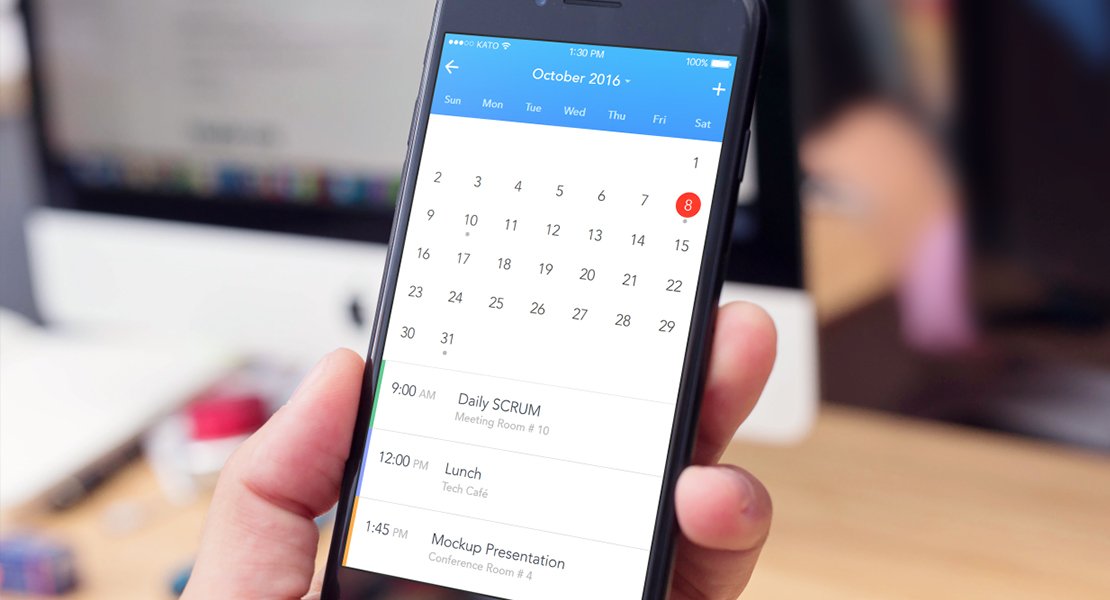 KATO 1:30 PM 100%
October 2016
Sun Mon Tue Wed Thu Fri Sat
1
2 3 4 5 6 7 8
9 10 11 12 13 14 15
16 17 18 19 20 21 22
23 24 25 26 27 28 29
30 31
9:00 AM Daily SCRUM
Meeting Room # 10
12:00 PM Lunch
Tech Café
1:45 PM Mockup Presentation
Conference Room # 4